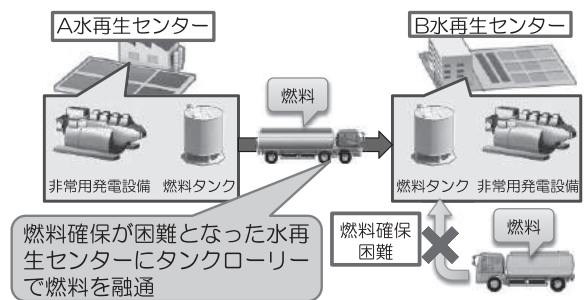 A水再生センター
B水再生センター
燃料
非常用発電設備
燃料タンク
燃料タンク
非常用発電設備
燃料確保が困難となった水再
生センターにタンクローリー
で燃料を融通
燃料確保
困難
燃料